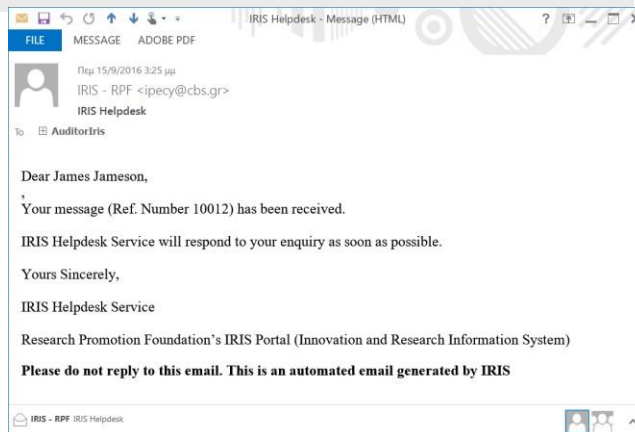 IRIS Helpdesk - Message (HTML)
FILE MESSAGE ADOBE PDF
Πεμ 15/9/2016 3:25 μμ
IRIS - RPF <ipecy@cbs.gr>
IRIS Helpdesk
To AuditorIris
Dear James Jameson,
,
Your message (Ref. Number 10012) has been received.
IRIS Helpdesk Service will respond to your enquiry as soon as possible.
Yours Sincerely,
IRIS Helpdesk Service
Research Promotion Foundation's IRIS Portal (Innovation and Research Information System)
Please do not reply to this email. This is an automated email generated by IRIS
IRIS - RPF IRIS Helpdesk